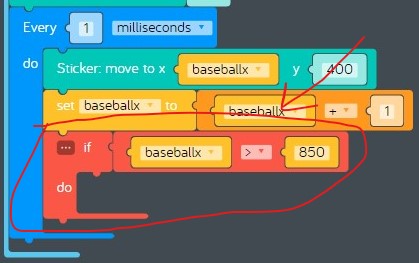 Every 1 milliseconds
do Sticker: move to x baseballx y 400
set baseballx to baseballx + 1
... if baseballx > 850
do